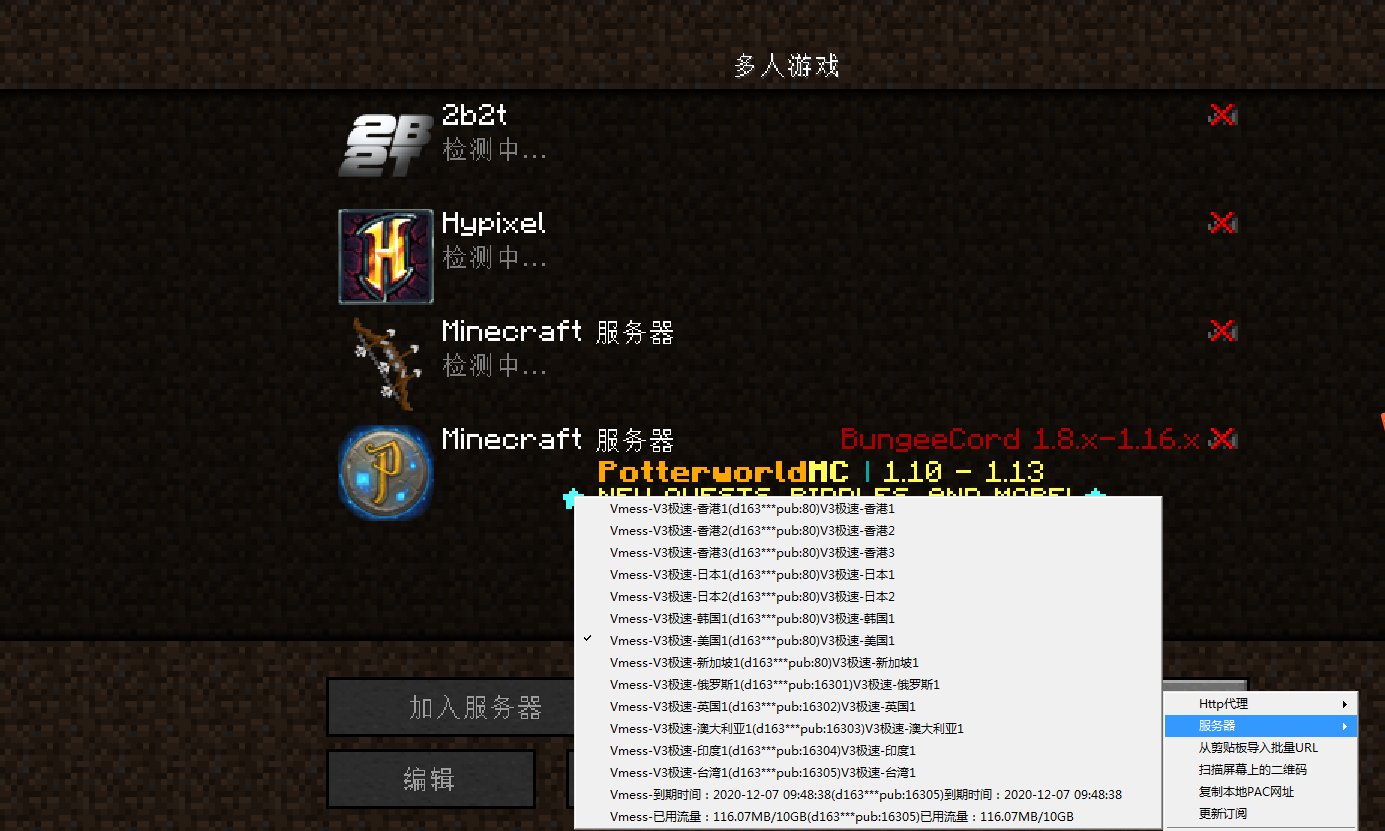 多人游戏
2b2t
检测中...
2B
2T
Hypixel
检测中...
H
Minecraft 服务器
检测中...
Minecraft 服务器
BungeeCord 1.8.x-1.16.x
P
PotterworldMC | 1.10 - 1.13
NEW QUESTS, RIDDLES, AND MORE!
Vmess-V3极速-香港1(d163***pub:80)V3极速-香港1
Vmess-V3极速-香港2(d163***pub:80)V3极速-香港2
Vmess-V3极速-香港3(d163***pub:80)V3极速-香港3
Vmess-V3极速-日本1(d163***pub:80)V3极速-日本1
Vmess-V3极速-日本2(d163***pub:80)V3极速-日本2
Vmess-V3极速-韩国1(d163***pub:80)V3极速-韩国1
Vmess-V3极速-美国1(d163***pub:80)V3极速-美国1
Vmess-V3极速-新加坡1(d163***pub:80)V3极速-新加坡1
Vmess-V3极速-俄罗斯1(d163***pub:16301)V3极速-俄罗斯1
Vmess-V3极速-英国1(d163***pub:16302)V3极速-英国1
Vmess-V3极速-澳大利亚1(d163***pub:16303)V3极速-澳大利亚1
Vmess-V3极速-印度1(d163***pub:16304)V3极速-印度1
Vmess-V3极速-台湾1(d163***pub:16305)V3极速-台湾1
Vmess-到期时间：2020-12-07 09:48:38(d163***pub:16305)到期时间：2020-12-07 09:48:38
Vmess-已用流量：116.07MB/10GB(d163***pub:16305)已用流量：116.07MB/10GB
加入服务器
编辑
Http代理
服务器
从剪贴板导入批量URL
扫描屏幕上的二维码
复制本地PAC网址
更新订阅